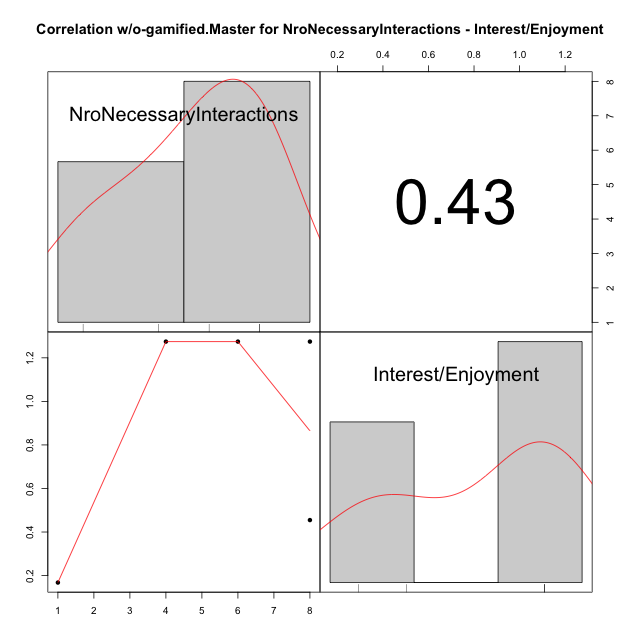 Correlation w/o-gamified.Master for NroNecessaryInteractions - Interest/Enjoyment
0.2 0.4 0.6 0.8 1.0 1.2
NroNecessaryInteractions
0.43
1 2 3 4 5 6 7 8
0.2 0.4 0.6 0.8 1.0 1.2
Interest/Enjoyment
1 2 3 4 5 6 7 8